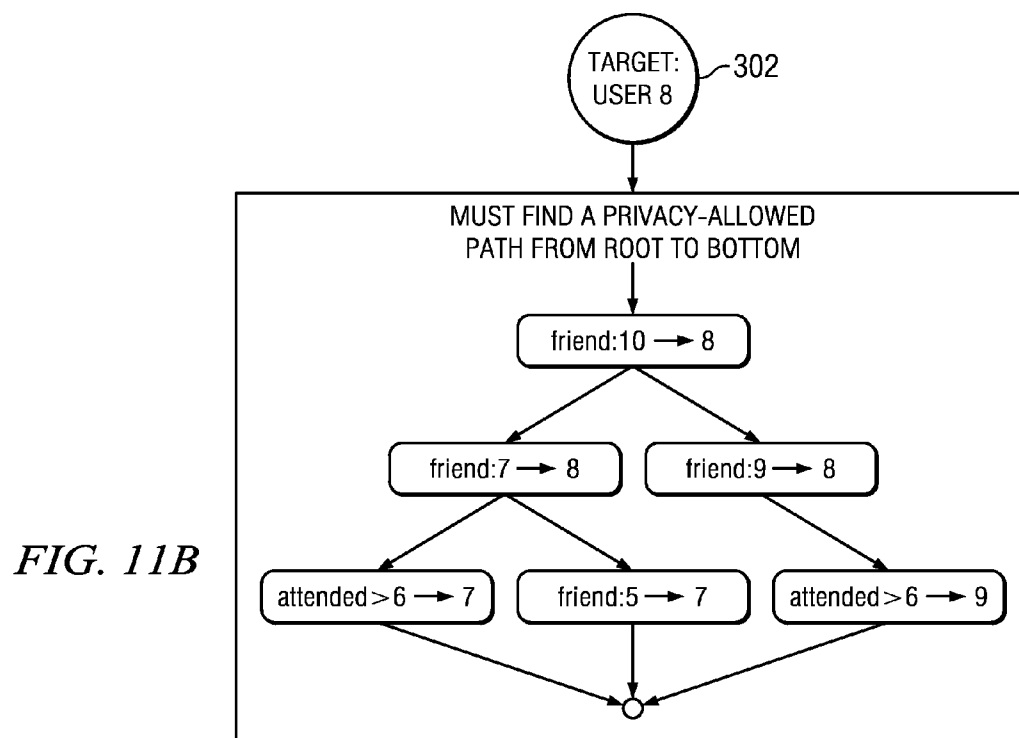 TARGET:
USER 8
302
MUST FIND A PRIVACY-ALLOWED
PATH FROM ROOT TO BOTTOM
friend:10 → 8
friend:7 → 8
friend:9 → 8
attended>6 → 7
friend:5 → 7
attended>6 → 9
FIG. 11B